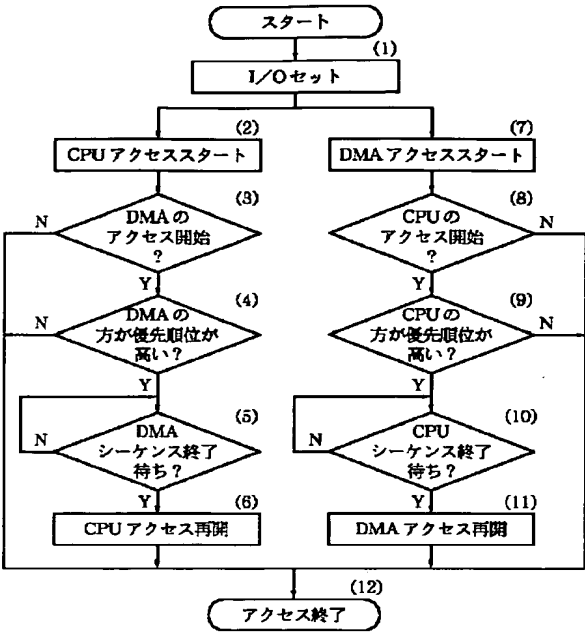 スタート
(1)
I/Oセット
(2)
CPUアクセススタート
(3)
DMAの
アクセス開始
?
N
Y
(4)
DMAの
方が優先順位が
高い?
N
Y
(5)
DMA
シーケンス終了
待ち?
N
Y
(6)
CPUアクセス再開
(7)
DMAアクセススタート
(8)
CPUの
アクセス開始
?
N
Y
(9)
CPUの
方が優先順位が
高い?
N
Y
(10)
CPU
シーケンス終了
待ち?
N
Y
(11)
DMAアクセス再開
(12)
アクセス終了